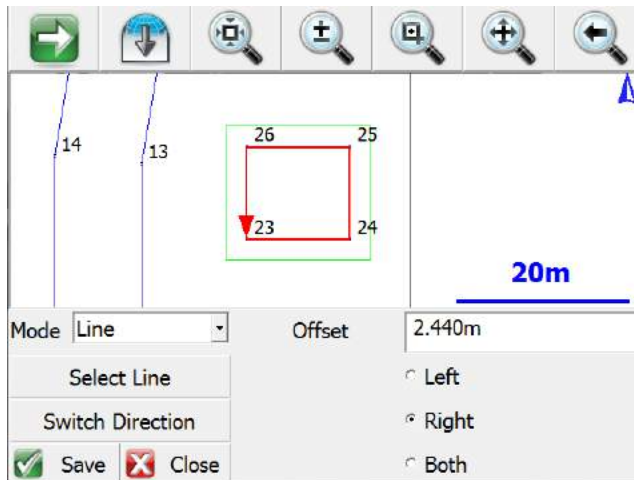 14
13
26
25
23
24
20m
Mode Line Offset 2.440m
Select Line
Left
Switch Direction
Right
Save Close
Both